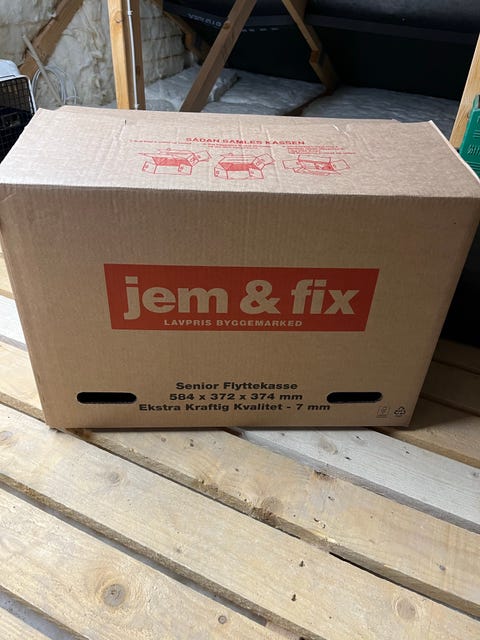 SÅDAN SAMLES KASSEN
jem & fix
LAVPRIS BYGGEMARKED
Senior Flyttekasse
584 x 372 x 374 mm
Ekstra Kraftig Kvalitet - 7 mm